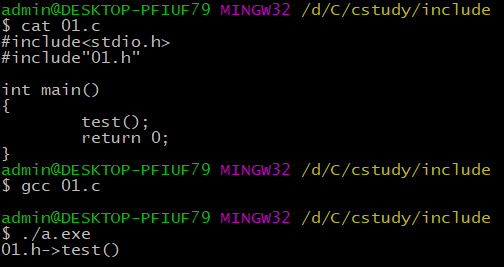 admin@DESKTOP-PFIUF79 MINGW32 /d/C/cstudy/include
$ cat 01.c
#include<stdio.h>
#include"01.h"
int main()
{
        test();
        return 0;
}
admin@DESKTOP-PFIUF79 MINGW32 /d/C/cstudy/include
$ gcc 01.c
admin@DESKTOP-PFIUF79 MINGW32 /d/C/cstudy/include
$ ./a.exe
01.h->test()